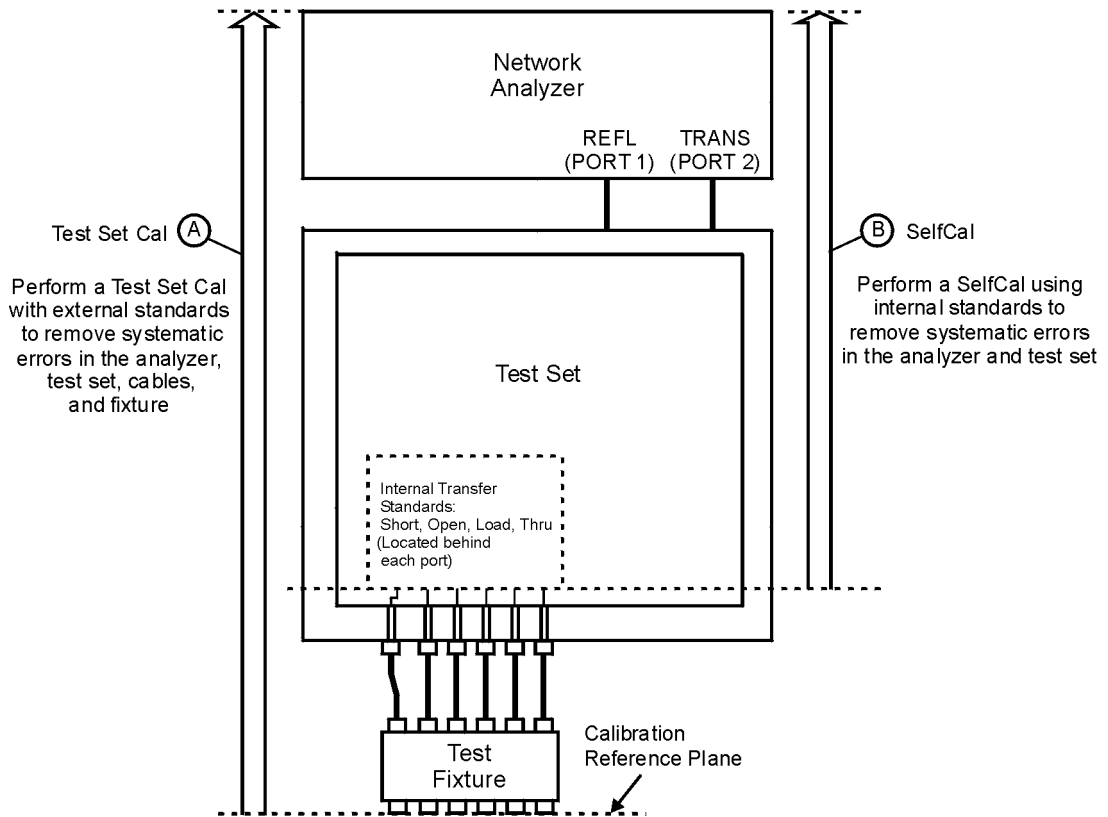 Network
Analyzer
REFL
(PORT 1)
TRANS
(PORT 2)
Test Set Cal
A
Perform a Test Set Cal
with external standards
to remove systematic
errors in the analyzer,
test set, cables,
and fixture
B
SelfCal
Perform a SelfCal using
internal standards to
remove systematic errors
in the analyzer and test set
Test Set
Internal Transfer
Standards:
Short, Open, Load, Thru
(Located behind
each port)
Test
Fixture
Calibration
Reference Plane